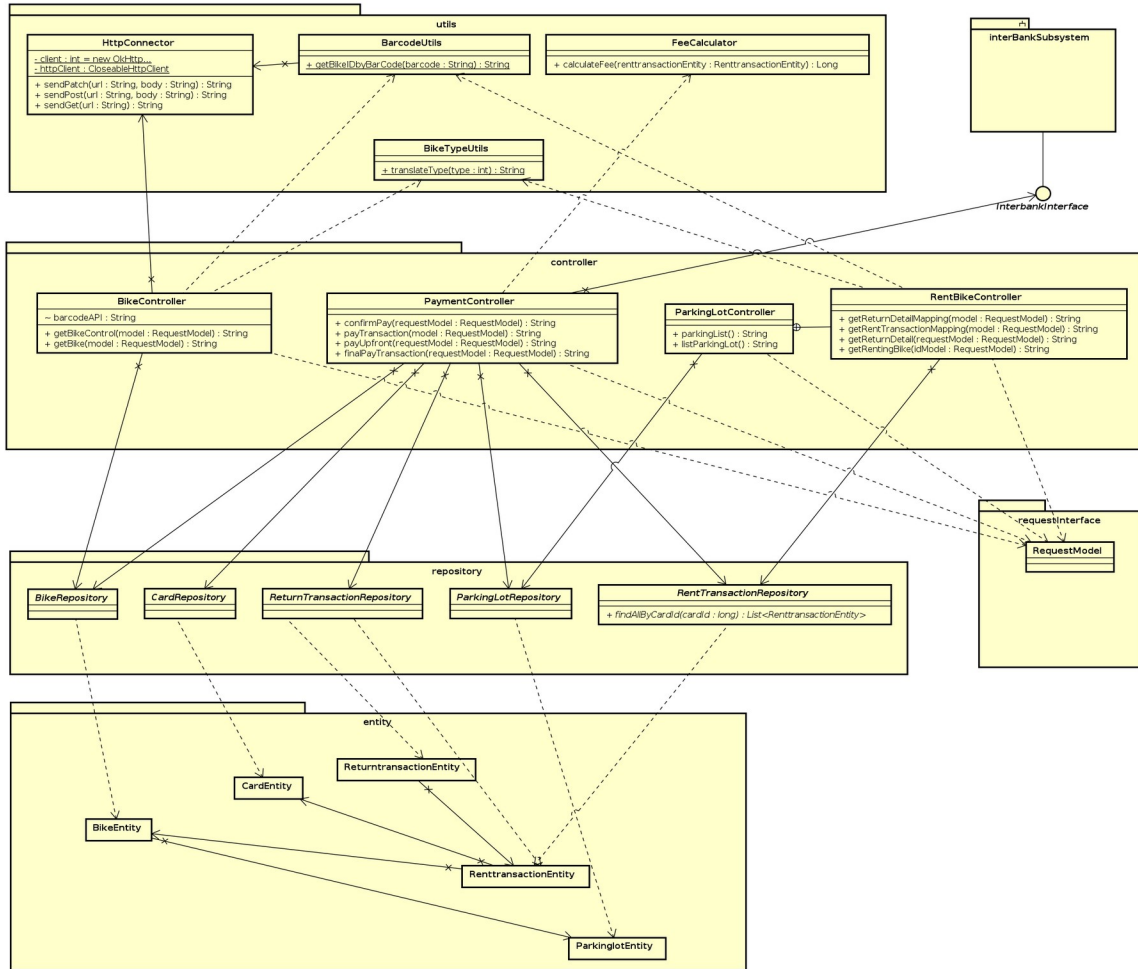 utils
HttpConnector
- client : int = new OkHttp...
- httpClient : CloseableHttpClient
+ sendPatch(url : String, body : String) : String
+ sendPost(url : String, body : String) : String
+ sendGet(url : String) : String
BarcodeUtils
+ getBikeIDbyBarCode(barcode : String) : String
FeeCalculator
+ calculateFee(renttransactionEntity : RenttransactionEntity) : Long
BikeTypeUtils
+ translateType(type : int) : String
interBankSubsystem
InterbankInterface
controller
BikeController
~ barcodeAPI : String
+ getBikeControl(model : RequestModel) : String
+ getBike(model : RequestModel) : String
PaymentController
+ confirmPay(requestModel : RequestModel) : String
+ payTransaction(model : RequestModel) : String
+ payUpfront(model : RequestModel) : String
+ finalPayTransaction(requestModel : RequestModel) : String
ParkingLotController
+ parkingList() : String
+ listParkingLot() : String
RentBikeController
+ getReturnDetailMapping(model : RequestModel) : String
+ getRentTransactionMapping(model : RequestModel) : String
+ getReturnDetail(requestModel : RequestModel) : String
+ getRentingBike(idModel : RequestModel) : String
requestInterface
RequestModel
repository
BikeRepository
CardRepository
ReturnTransactionRepository
ParkingLotRepository
RentTransactionRepository
+ findAllByCardId(cardId : long) : List<RenttransactionEntity>
entity
ReturntransactionEntity
CardEntity
BikeEntity
RenttransactionEntity
ParkinglotEntity